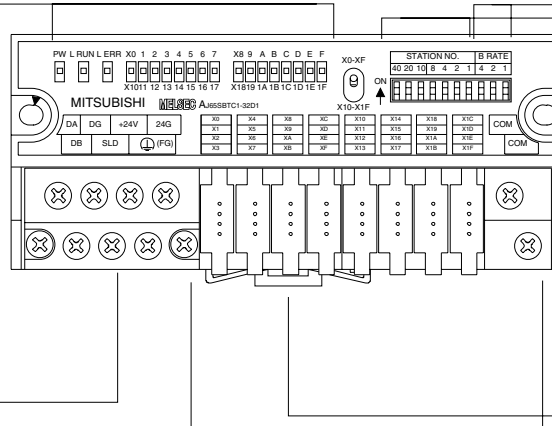 PW L RUN L ERR X0 1 2 3 4 5 6 7 X8 9 A B C D E F
X10 11 12 13 14 15 16 17 X18 19 1A 1B 1C 1D 1E 1F
X0-XF
X10-X1F
ON
STATION NO. B RATE
40 20 10 8 4 2 1 4 2 1
MITSUBISHI MELSEC AJ65SBTC1-32D1
DA DG +24V 24G
DB SLD (FG)
X0 X4 X8 XC X10 X14 X18 X1C
X1 X5 X9 XD X11 X15 X19 X1D
X2 X6 XA XE X12 X16 X1A X1E
X3 X7 XB XF X13 X17 X1B X1F
COM
COM